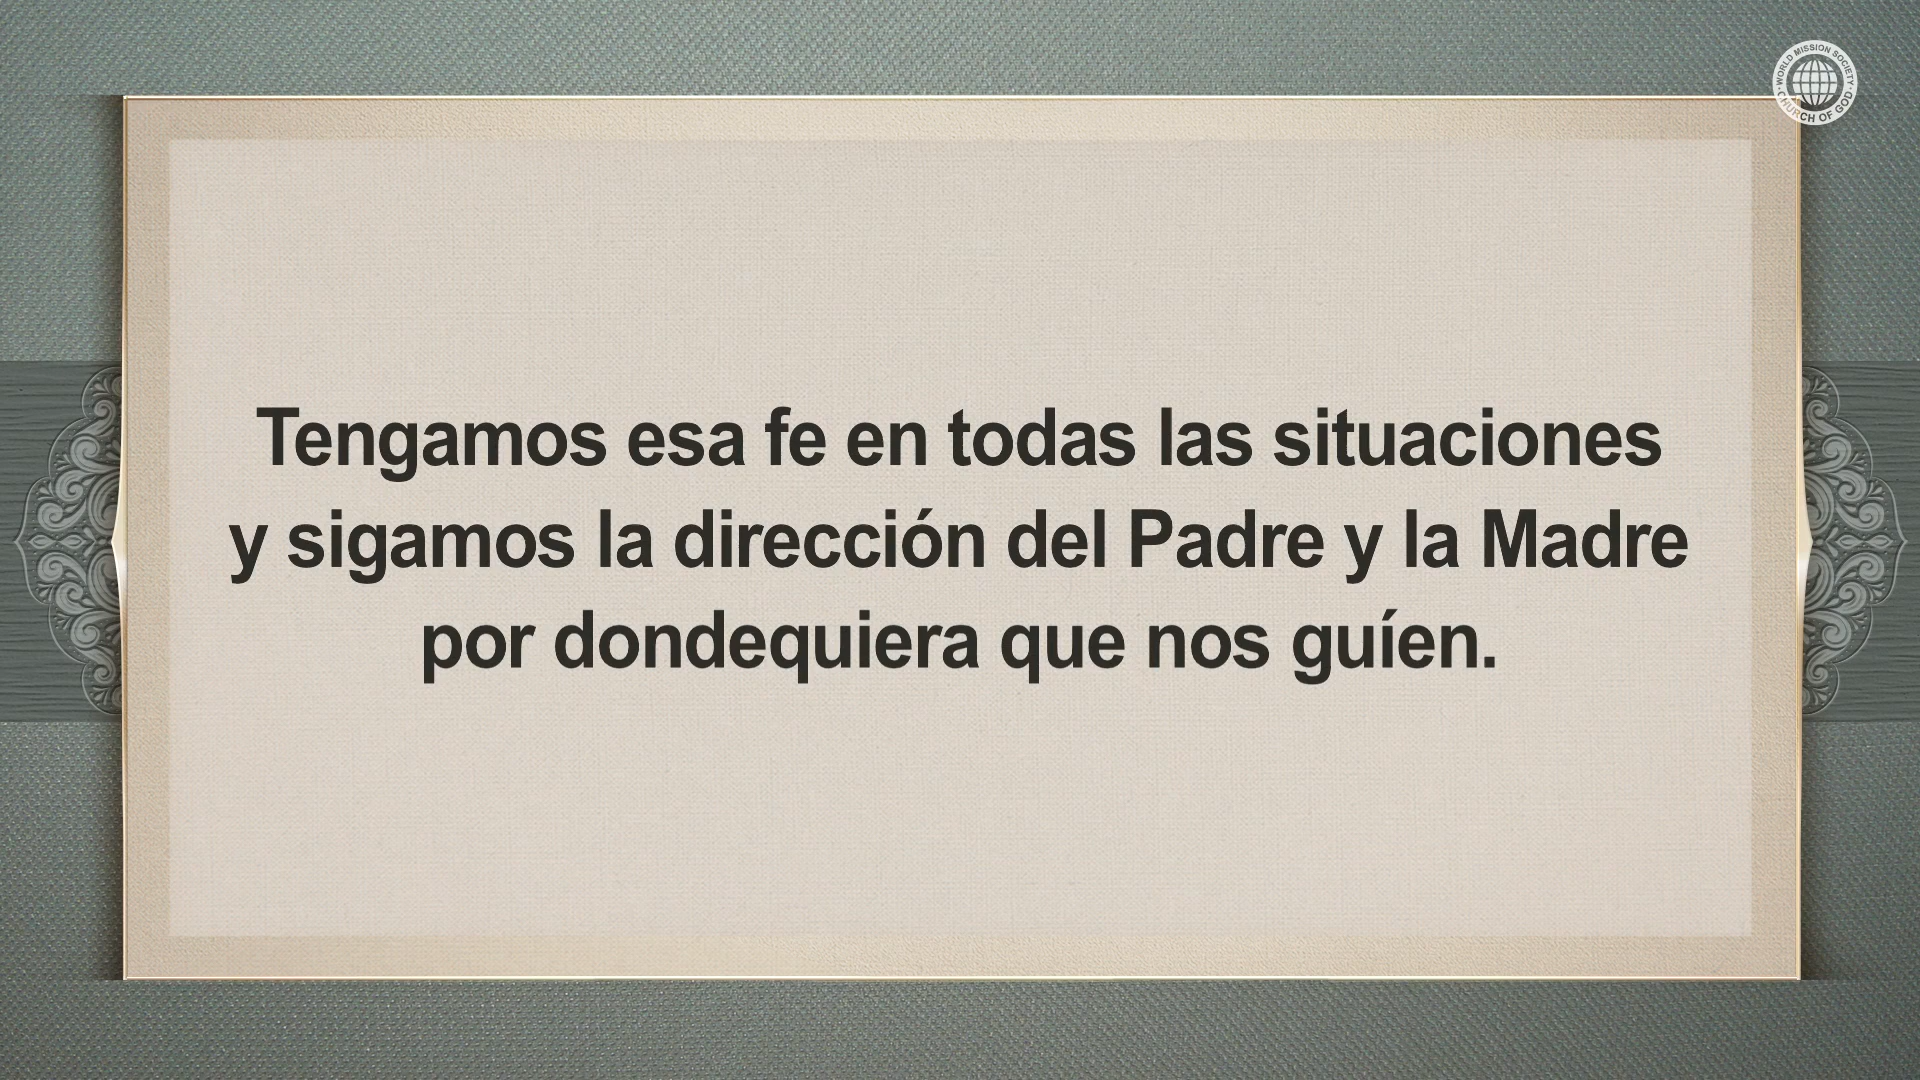 WORLD MISSION SOCIETY
CHURCH OF GOD
Tengamos esa fe en todas las situaciones
y sigamos la dirección del Padre y la Madre
por dondequiera que nos guíen.